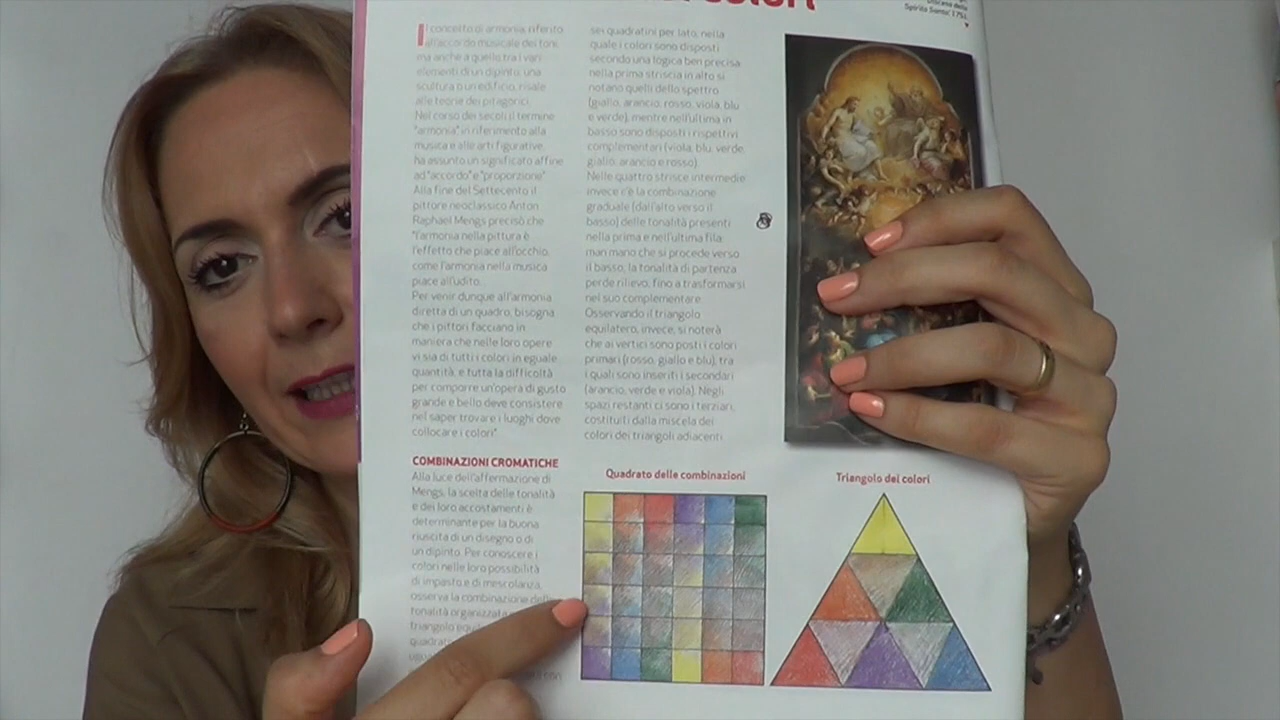 colori
Discesa dello
Spirito Santo, 1751
Il concetto di armonia, riferito
all'accordo musicale dei toni
ma anche a quello tra i vari
elementi di un dipinto, una
scultura o un edificio, risale
alle teorie dei pitagorici.
Nel corso dei secoli il termine
"armonia" in riferimento alla
musica e alle arti figurative
ha assunto un significato affine
ad "accordo" e "proporzione".
Alla fine del Settecento il
pittore neoclassico Anton
Raphael Mengs precisò che
"l'armonia nella pittura è
l'effetto che piace all'occhio,
come l'armonia nella musica
piace all'udito.
Per venir dunque all'armonia
diretta di un quadro, bisogna
che i pittori facciano in
maniera che nelle loro opere
vi sia di tutti i colori in eguale
quantità, e tutta la difficoltà
per comporre un'opera di gusto
grande e bello deve consistere
nel saper trovare i luoghi dove
collocare i colori".
COMBINAZIONI CROMATICHE
Alla luce dell'affermazione di
Mengs, la scelta delle tonalità
e dei loro accostamenti è
determinante per la buona
riuscita di un disegno o di
un dipinto. Per conoscere i
colori nelle loro possibilità
di impasto e di mescolanza,
osserva la combinazione delle
tonalità organizzata
triangolo equi
quadrat
con
sei quadratini per lato, nella
quale i colori sono disposti
secondo una logica ben precisa:
nella prima striscia in alto si
notano quelli dello spettro
(giallo, arancio, rosso, viola, blu
e verde), mentre nell'ultima in
basso sono disposti i rispettivi
complementari (viola, blu, verde,
giallo, arancio e rosso).
Nelle quattro strisce intermedie
invece c'è la combinazione
graduale (dall'alto verso il
basso) delle tonalità presenti
nella prima e nell'ultima fila:
man mano che si procede verso
il basso, la tonalità di partenza
perde rilievo, fino a trasformarsi
nel suo complementare.
Osservando il triangolo
equilatero, invece, si noterà
che ai vertici sono posti i colori
primari (rosso, giallo e blu), tra
i quali sono inseriti i secondari
(arancio, verde e viola). Negli
spazi restanti ci sono i terziari,
costituiti dalla miscela dei
colori dei triangoli adiacenti.
Quadrato delle combinazioni
Triangolo dei colori